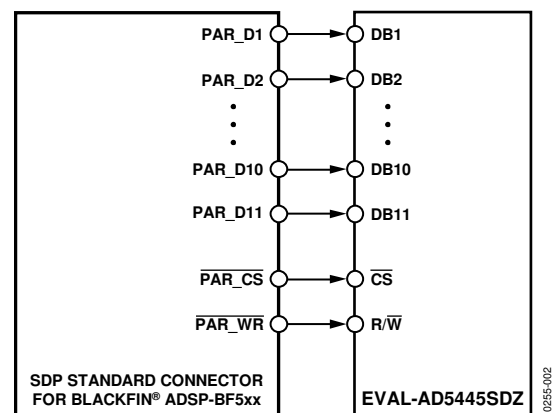 PAR_D1 DB1
PAR_D2 DB2
PAR_D10 DB10
PAR_D11 DB11
PAR_CS CS
PAR_WR R/W
SDP STANDARD CONNECTOR
FOR BLACKFIN® ADSP-BF5xx
EVAL-AD5445SDZ
0255-002